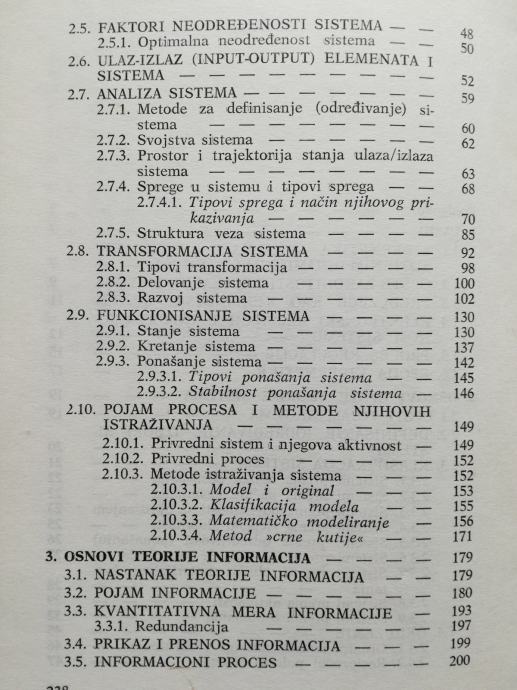 2.5. FAKTORI NEODREĐENOSTI SISTEMA — — 48
2.5.1. Optimalna neodređenost sistema — — 50
2.6. ULAZ-IZLAZ (INPUT-OUTPUT) ELEMENATA I
SISTEMA — — — — — — — — — 52
2.7. ANALIZA SISTEMA — — — — — — — 59
2.7.1. Metode za definisanje (određivanje) si-
stema — — — — — — — — 60
2.7.2. Svojstva sistema — — — — — — 62
2.7.3. Prostor i trajektorija stanja ulaza/izlaza
sistema — — — — — — — — 63
2.7.4. Sprege u sistemu i tipovi sprega — — 68
2.7.4.1. Tipovi sprega i način njihovog pri-
kazivanja — — — — — — 70
2.7.5. Struktura veza sistema — — — — 85
2.8. TRANSFORMACIJA SISTEMA — — — — 92
2.8.1. Tipovi transformacija — — — — — 98
2.8.2. Delovanje sistema — — — — — 100
2.8.3. Razvoj sistema — — — — — — 102
2.9. FUNKCIONISANJE SISTEMA — — — — 130
2.9.1. Stanje sistema — — — — — — 130
2.9.2. Kretanje sistema — — — — — — 137
2.9.3. Ponašanje sistema — — — — — — 142
2.9.3.1. Tipovi ponašanja sistema — — 145
2.9.3.2. Stabilnost ponašanja sistema — — 146
2.10. POJAM PROCESA I METODE NJIHOVIH
ISTRAŽIVANJA — — — — — — — 149
2.10.1. Privredni sistem i njegova aktivnost — 149
2.10.2. Privredni proces — — — — — 152
2.10.3. Metode istraživanja sistema — — — 152
2.10.3.1. Model i original — — — — 153
2.10.3.2. Klasifikacija modela — — — 155
2.10.3.3. Matematičko modeliranje — — 156
2.10.3.4. Metod »crne kutije« — — — 171
3. OSNOVI TEORIJE INFORMACIJA — — — — 179
3.1. NASTANAK TEORIJE INFORMACIJA — — 179
3.2. POJAM INFORMACIJE — — — — — — 180
3.3. KVANTITATIVNA MERA INFORMACIJE — 193
3.3.1. Redundancija — — — — — — — 197
3.4. PRIKAZ I PRENOS INFORMACIJA — — — 199
3.5. INFORMACIONI PROCES — — — — — 200